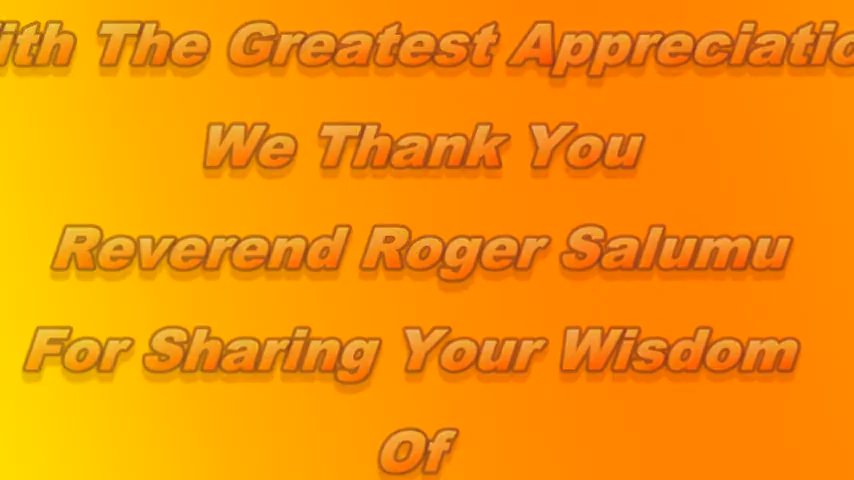 ith The Greatest Appreciatio
We Thank You
Reverend Roger Salumu
For Sharing Your Wisdom
Of